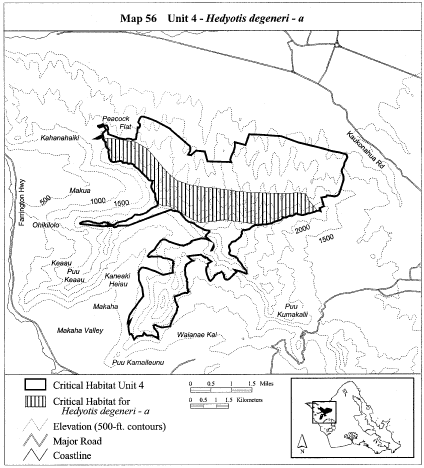 Map 56 Unit 4 - Hedyotis degeneri - a
Peacock
Flat
Kahanahaiki
Kaukonahua Rd
Farrington Hwy
Makua
500
1000
1500
Ohikilolo
2000
1500
Keaau
Puu
Keaau
Kaneaki
Heiau
Makaha
Puu
Kumakalii
Makaha Valley
Waianae Kai
Puu Kamaileunu
Critical Habitat Unit 4
Critical Habitat for
Hedyotis degeneri - a
Elevation (500-ft. contours)
Major Road
Coastline
0 0.5 1 1.5 Miles
0 0.5 1 1.5 Kilometers
N